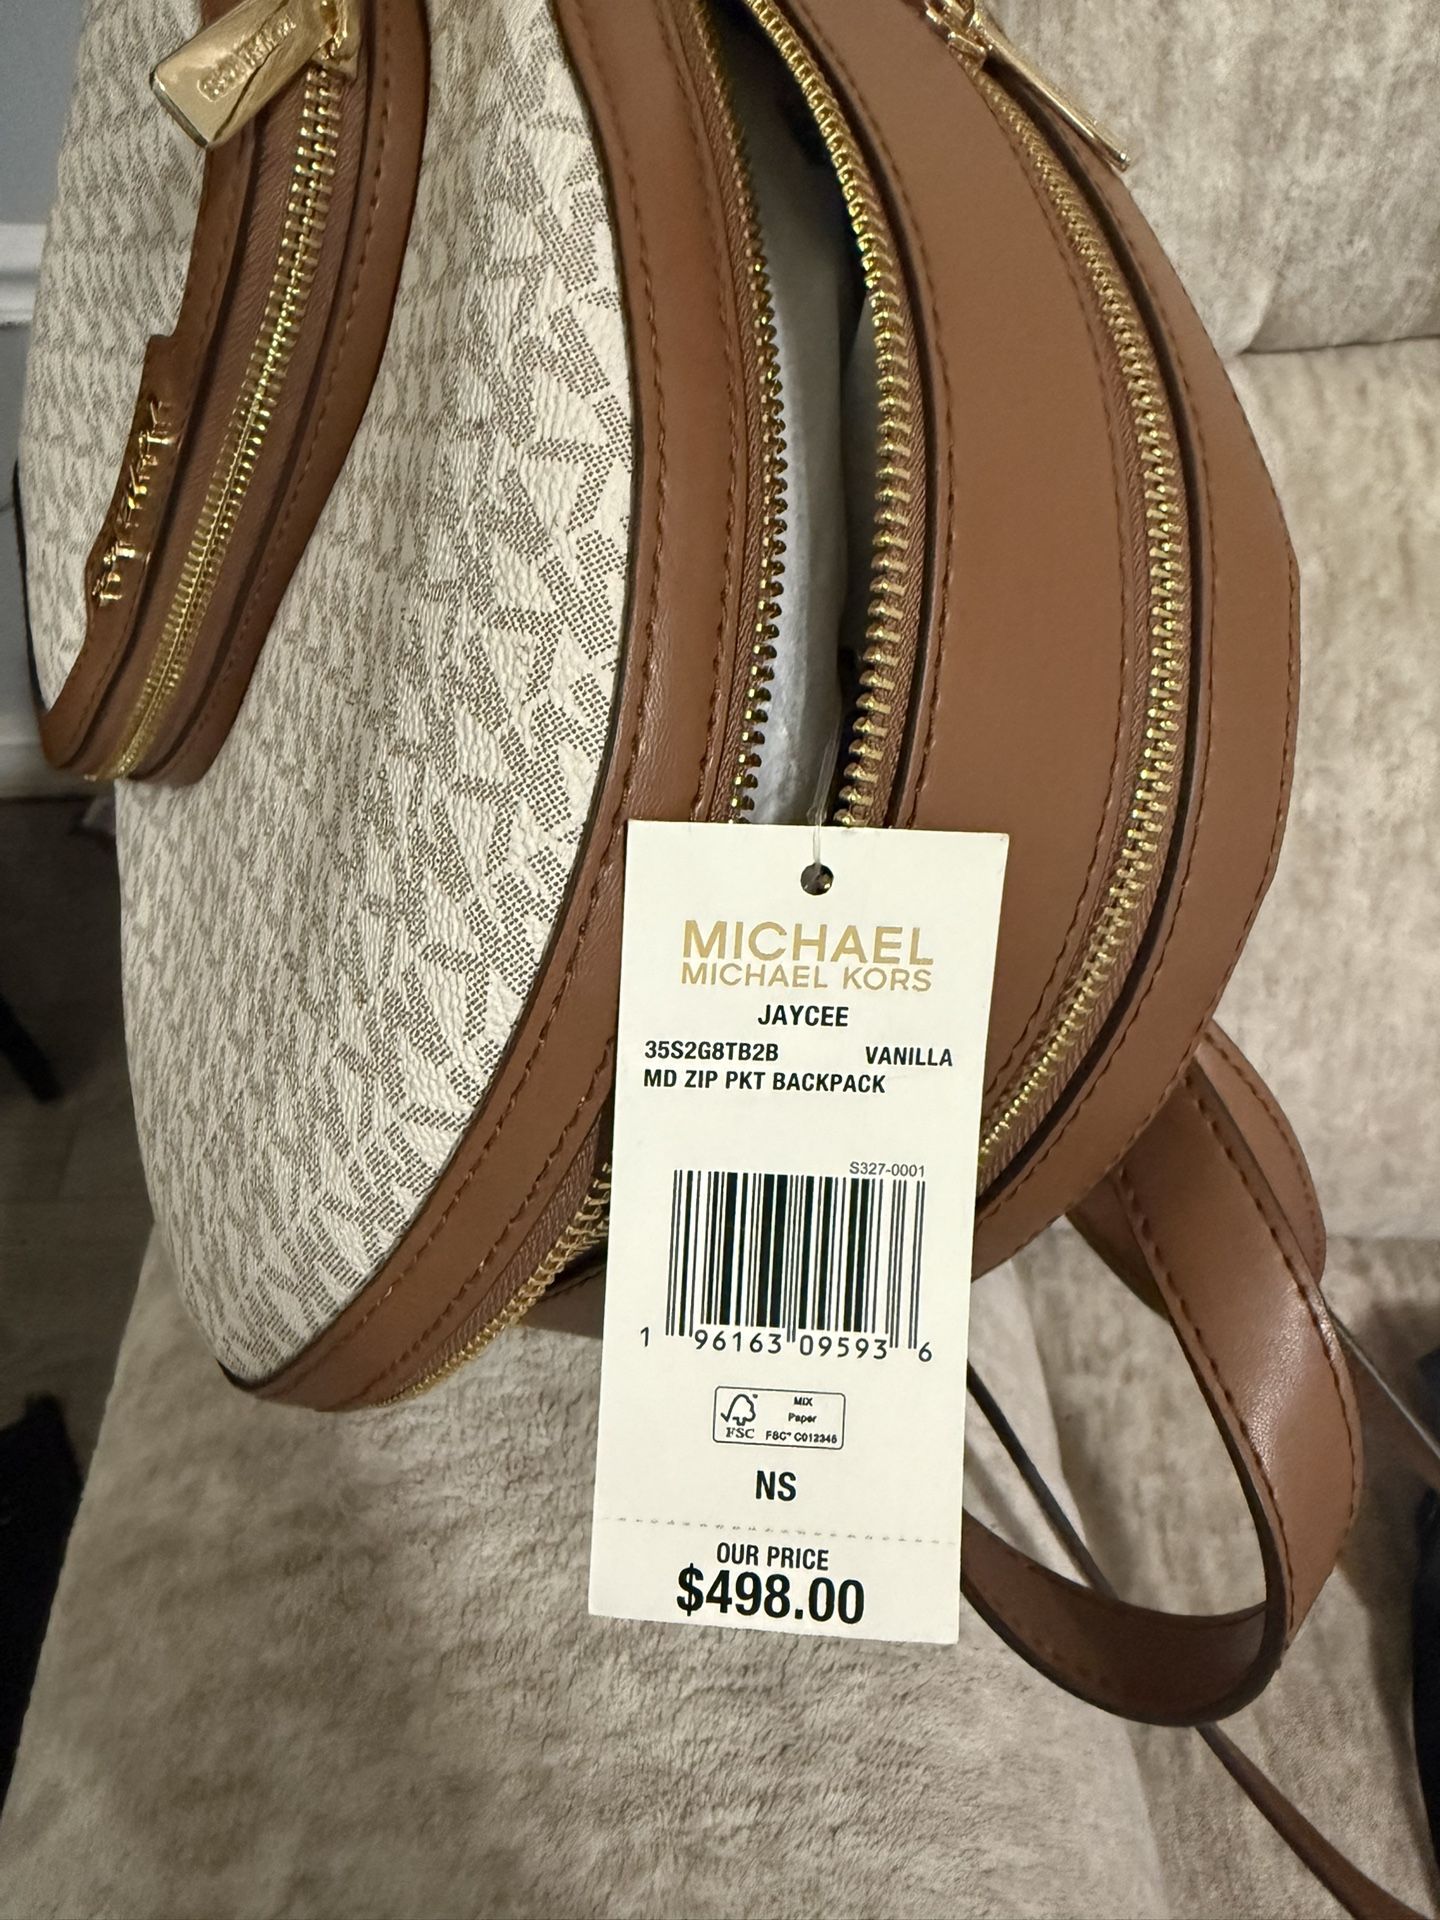 MICHAEL
MICHAEL KORS
JAYCEE
35S2G8TB2B VANILLA
MD ZIP PKT BACKPACK
S327-0001
1 96163 09593 6
FSC
MIX
Paper
FSC® C012345
NS
OUR PRICE
$498.00